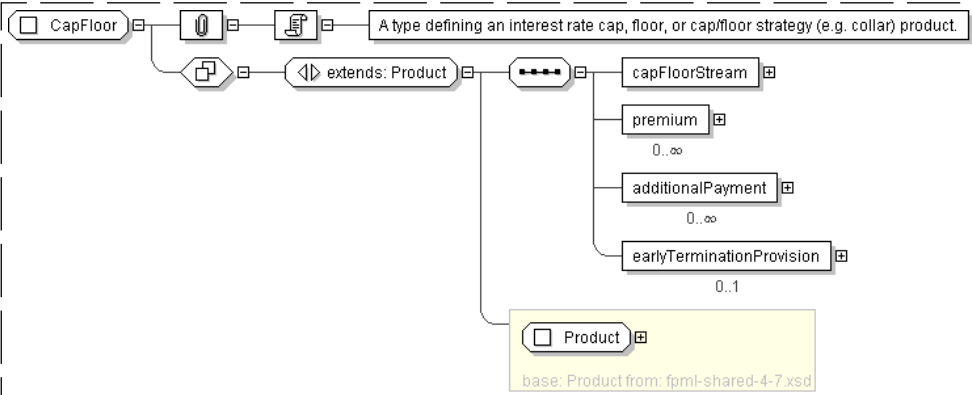 CapFloor
A type defining an interest rate cap, floor, or cap/floor strategy (e.g. collar) product.
extends: Product
capFloorStream
premium
0..∞
additionalPayment
0..∞
earlyTerminationProvision
0..1
Product
base: Product from: fpml-shared-4-7.xsd